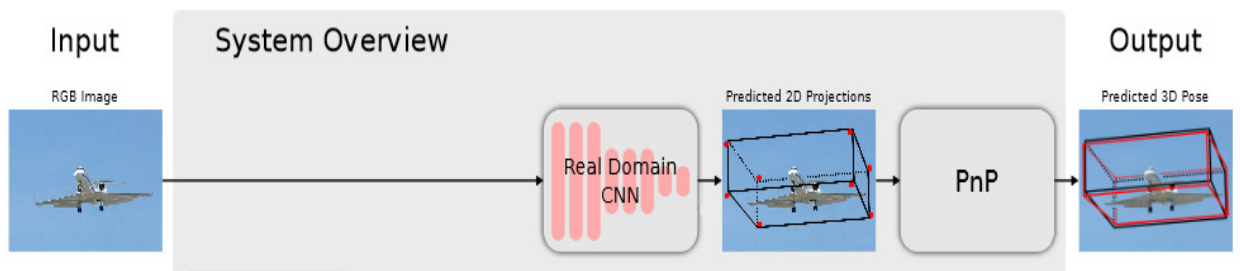 Input
System Overview
Output
RGB Image
Predicted 2D Projections
Predicted 3D Pose
Real Domain
CNN
PnP